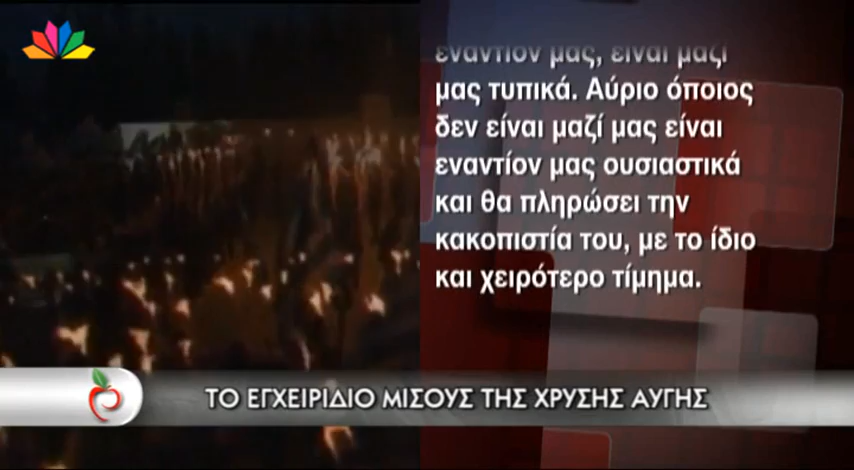 εναντίον μας, είναι μαζί
μας τυπικά. Αύριο όποιος
δεν είναι μαζί μας είναι
εναντίον μας ουσιαστικά
και θα πληρώσει την
κακοπιστία του, με το ίδιο
και χειρότερο τίμημα.
ΤΟ ΕΓΧΕΙΡΙΔΙΟ ΜΙΣΟΥΣ ΤΗΣ ΧΡΥΣΗΣ ΑΥΓΗΣ